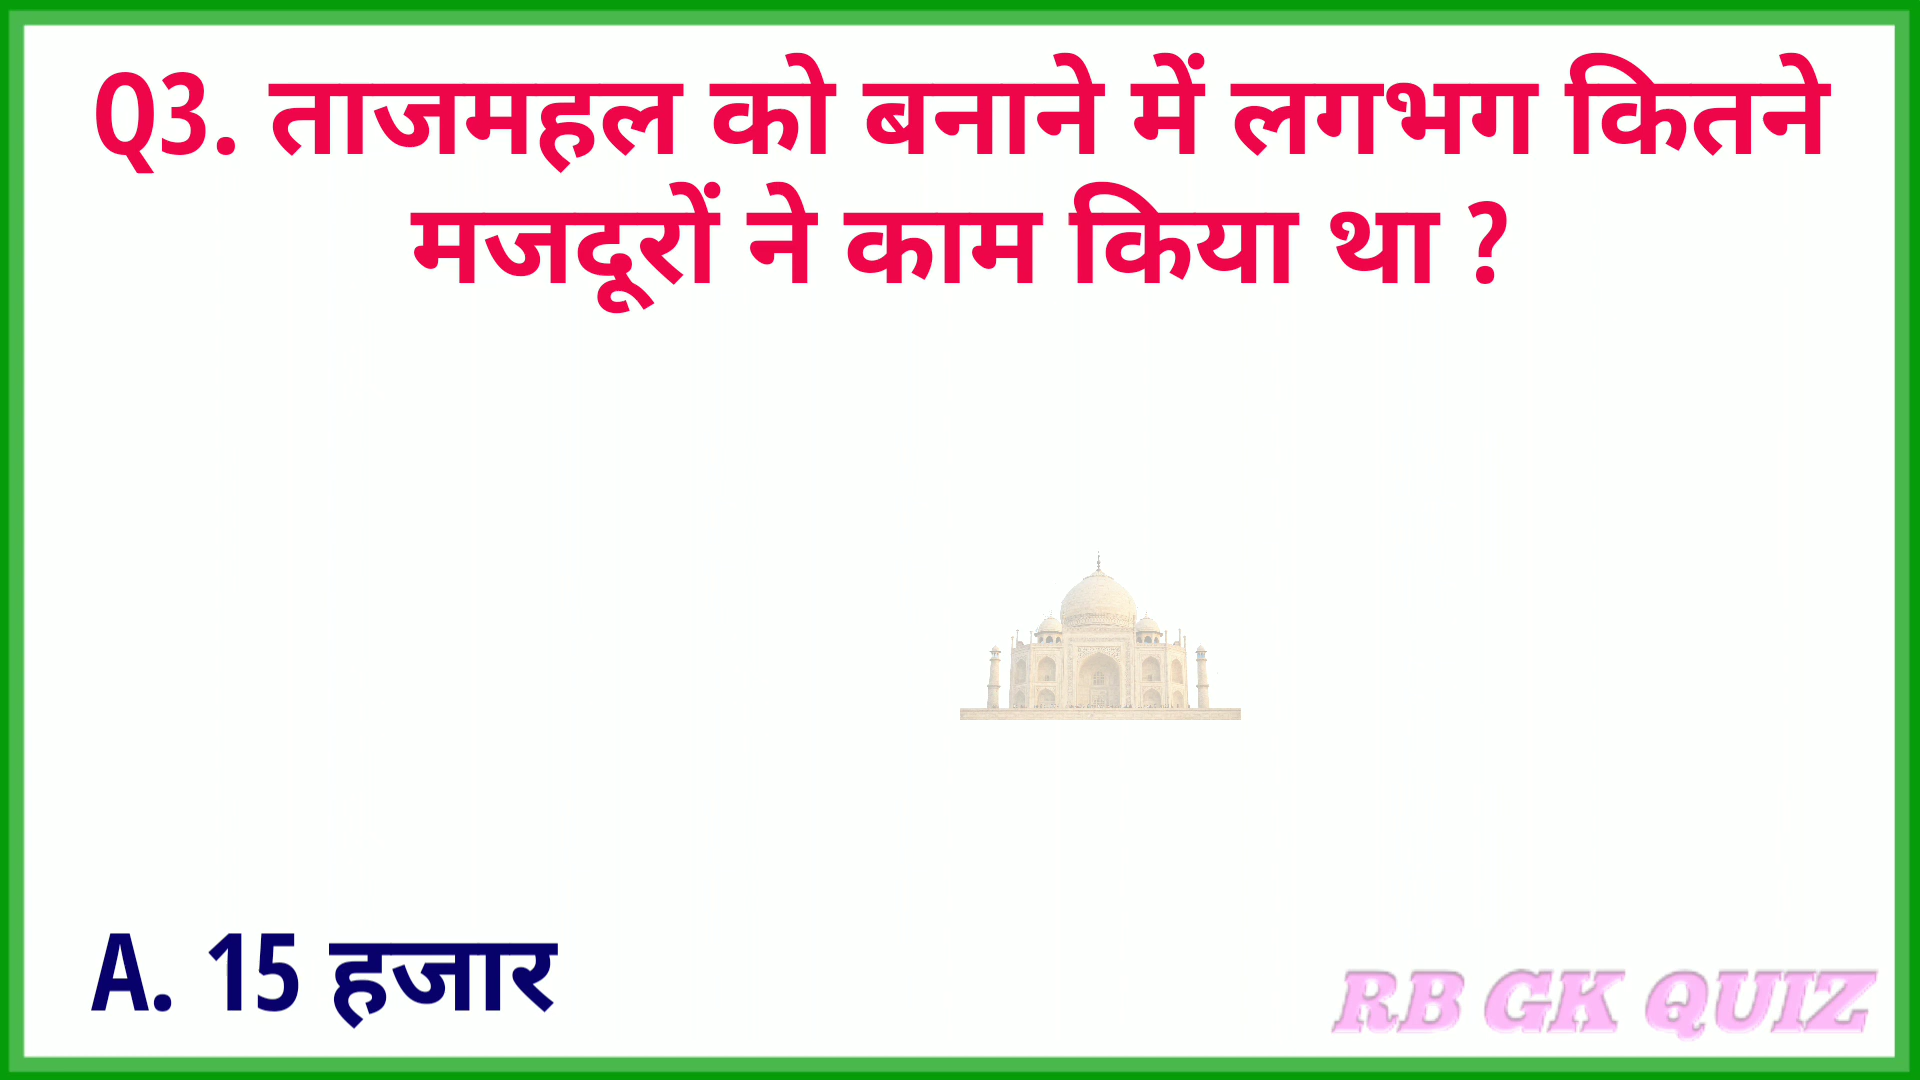 Q3. ताजमहल को बनाने में लगभग कितने
मजदूरों ने काम किया था ?
A. 15 हजार
RB GK QUIZ